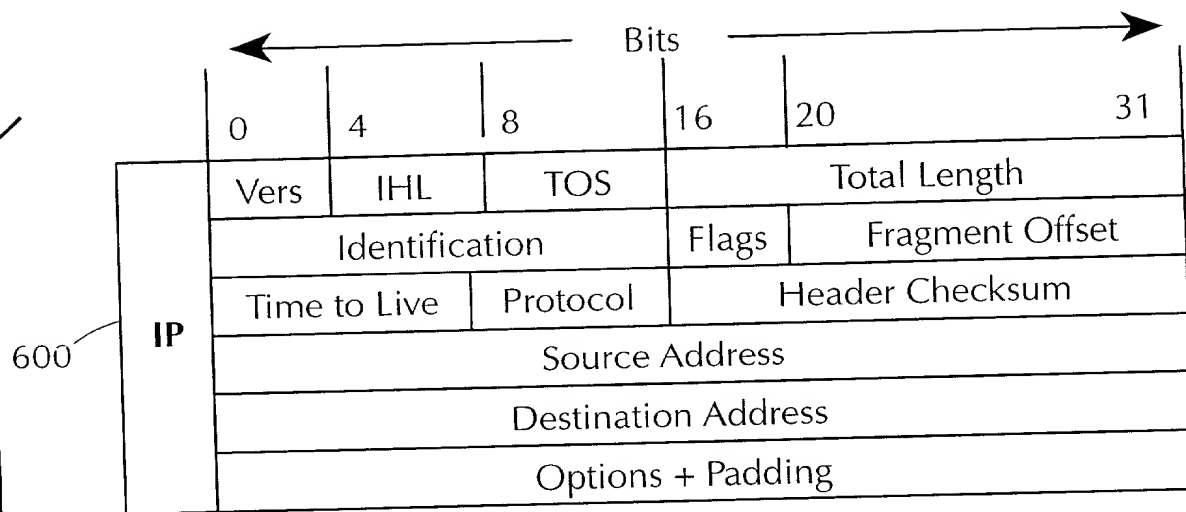 Bits
0 4 8 16 20 31
Vers IHL TOS Total Length
Identification Flags Fragment Offset
Time to Live Protocol Header Checksum
600 IP
Source Address
Destination Address
Options + Padding